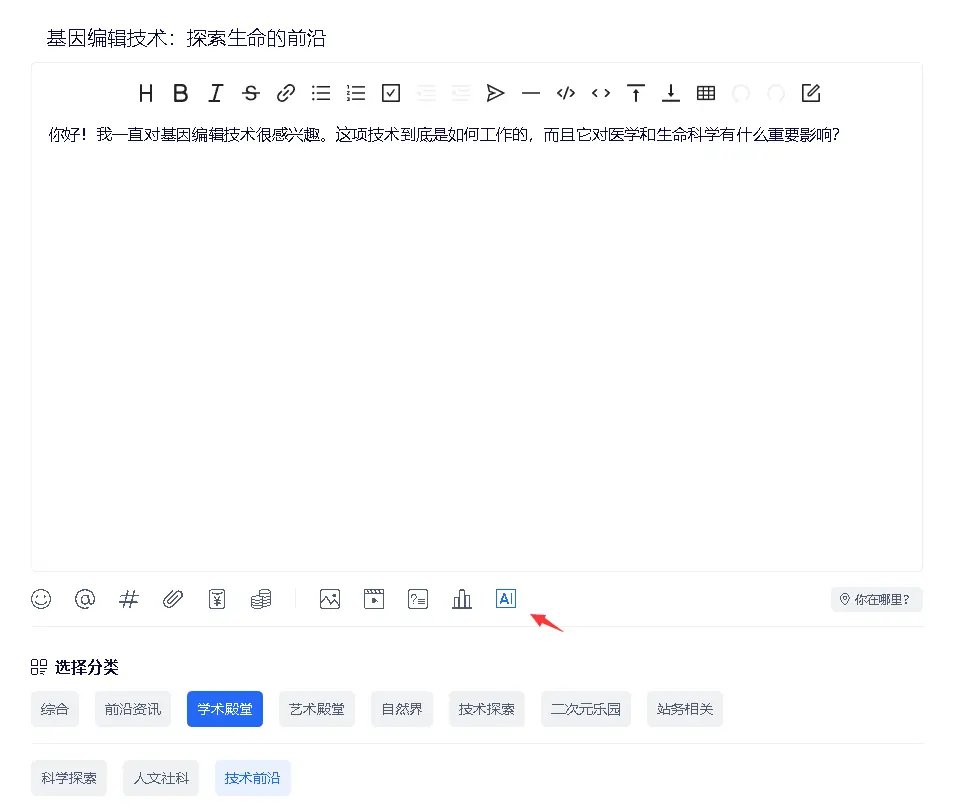 基因编辑技术：探索生命的前沿
你好！我一直对基因编辑技术很感兴趣。这项技术到底是如何工作的，而且它对医学和生命科学有什么重要影响？
AI
你在哪里？
选择分类
综合 前沿资讯 学术殿堂 艺术殿堂 自然界 技术探索 二次元乐园 站务相关
科学探索 人文社科 技术前沿